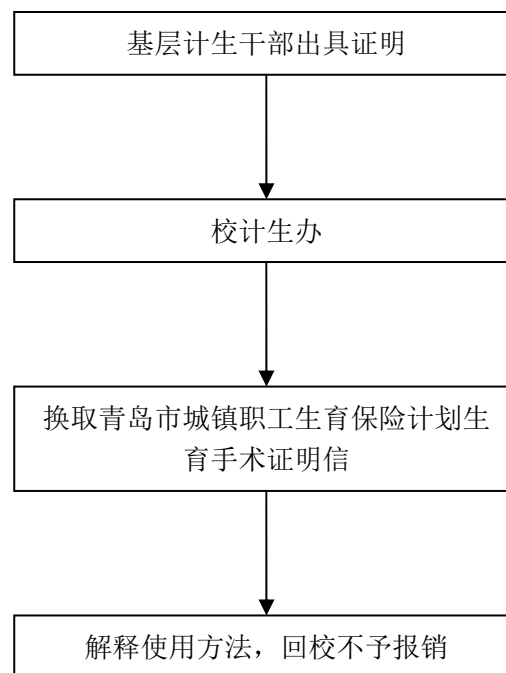 基层计生干部出具证明
校计生办
换取青岛市城镇职工生育保险计划生
育手术证明信
解释使用方法，回校不予报销